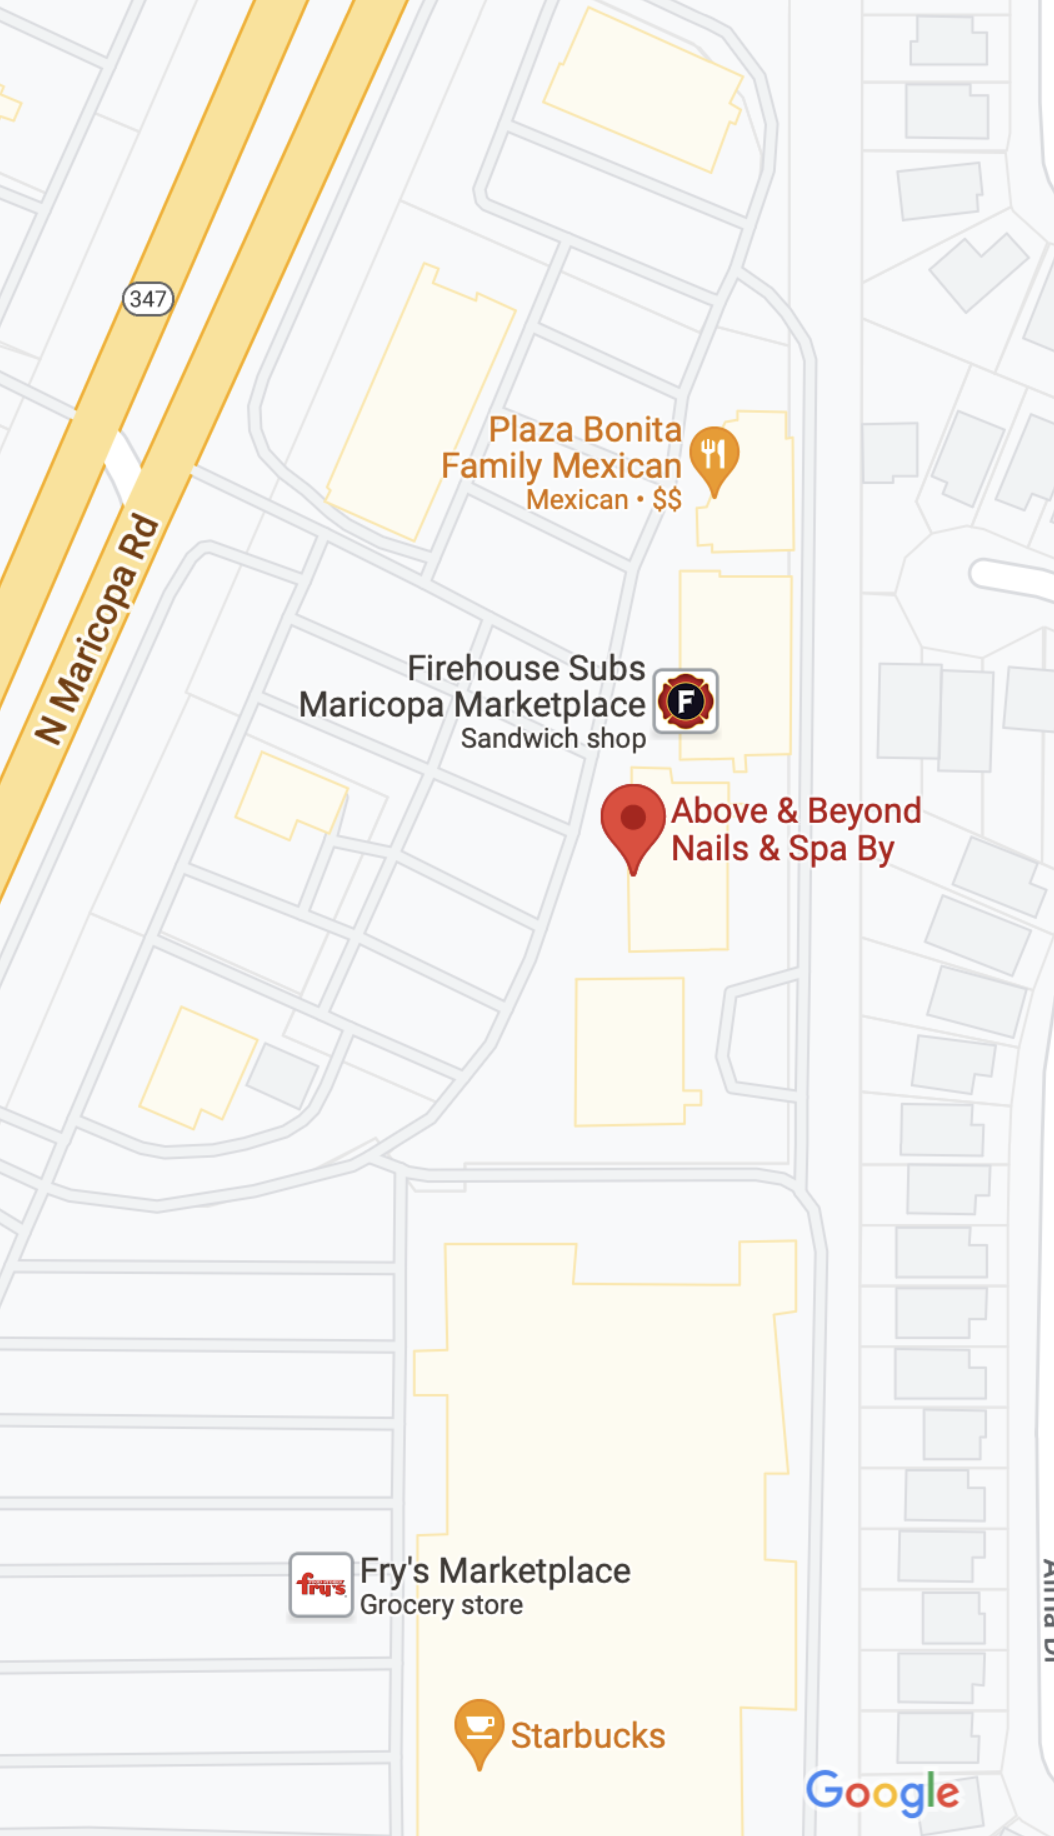 347
Plaza Bonita
Family Mexican
Mexican • $$
N Maricopa Rd
Firehouse Subs
Maricopa Marketplace
Sandwich shop
F
Above & Beyond
Nails & Spa By
Fry's Marketplace
Grocery store
fry's
Starbucks
Google